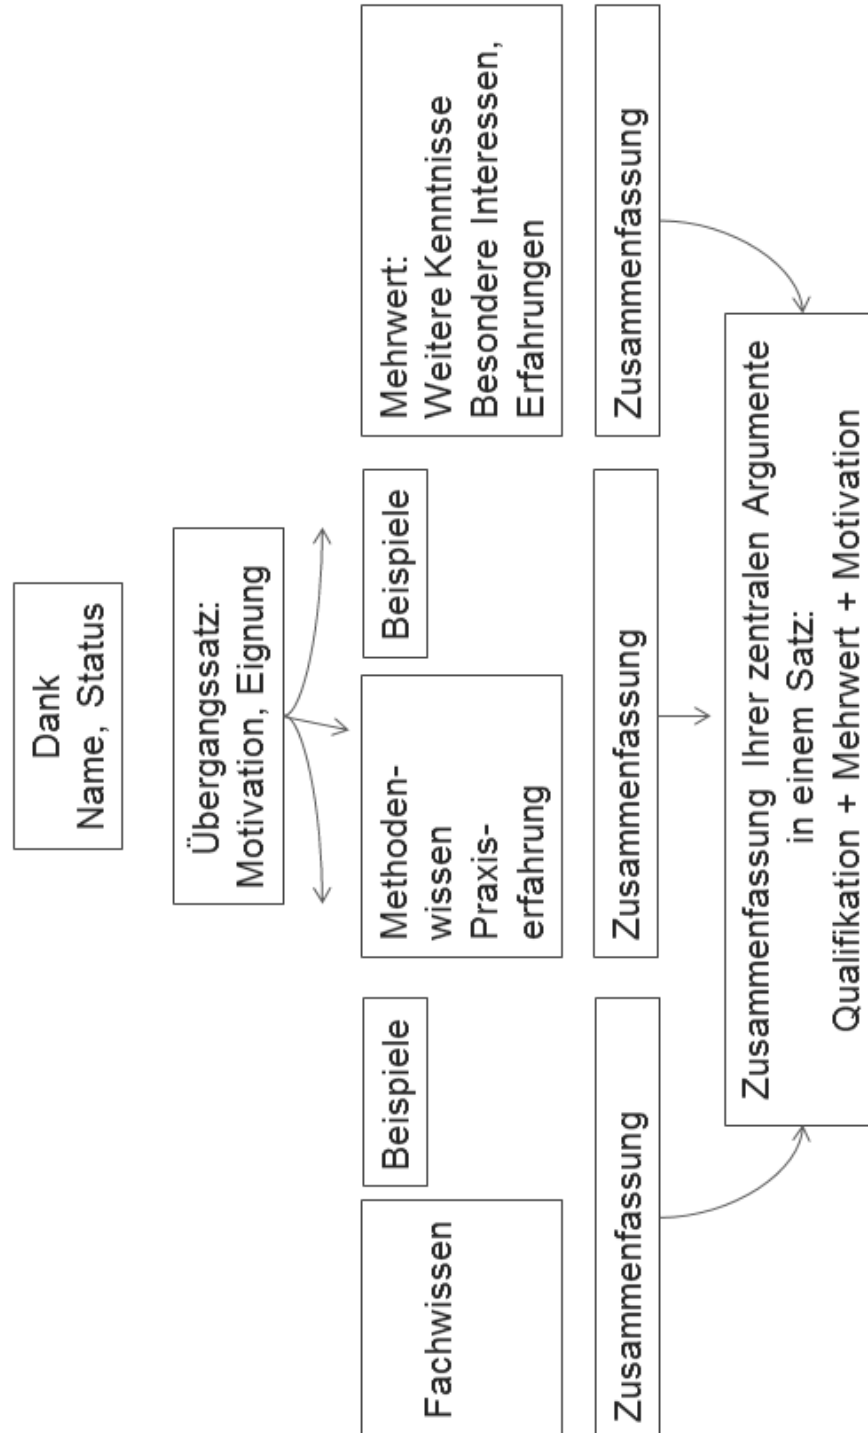 Dank
Name, Status
Übergangssatz:
Motivation, Eignung
Fachwissen
Beispiele
Methoden-
wissen
Praxis-
erfahrung
Beispiele
Mehrwert:
Weitere Kenntnisse
Besondere Interessen,
Erfahrungen
Zusammenfassung
Zusammenfassung
Zusammenfassung
Zusammenfassung Ihrer zentralen Argumente
in einem Satz:
Qualifikation + Mehrwert + Motivation